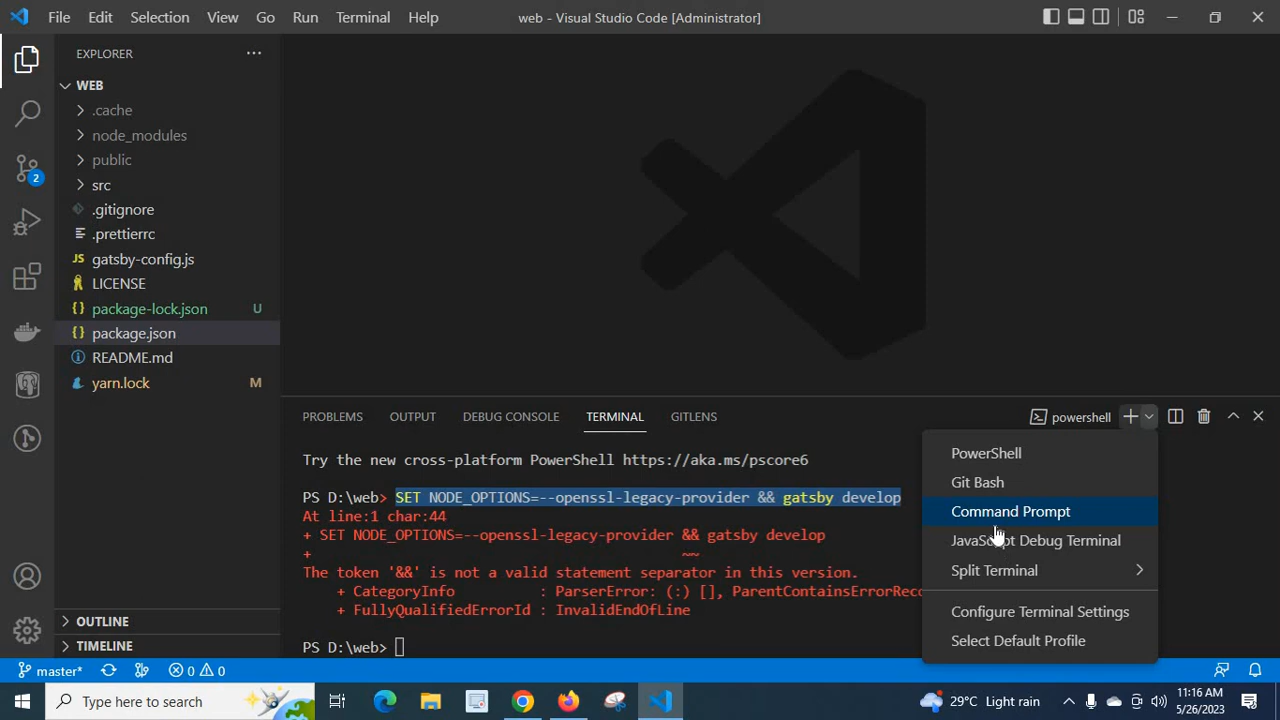 File Edit Selection View Go Run Terminal Help
web - Visual Studio Code [Administrator]
EXPLORER
WEB
.cache
node_modules
public
src
.gitignore
.prettierrc
JS gatsby-config.js
LICENSE
{} package-lock.json U
{} package.json
README.md
yarn.lock M
OUTLINE
TIMELINE
2
PROBLEMS OUTPUT DEBUG CONSOLE TERMINAL GITLENS
powershell
Try the new cross-platform PowerShell https://aka.ms/pscore6
PS D:\web> SET NODE_OPTIONS=--openssl-legacy-provider && gatsby develop
At line:1 char:44
+ SET NODE_OPTIONS=--openssl-legacy-provider && gatsby develop
+ ~~
The token '&&' is not a valid statement separator in this version.
+ CategoryInfo : ParserError: (:) [], ParentContainsErrorReco
+ FullyQualifiedErrorId : InvalidEndOfLine
PS D:\web>
PowerShell
Git Bash
Command Prompt
JavaScript Debug Terminal
Split Terminal
Configure Terminal Settings
Select Default Profile
master* 0 0
Type here to search
29°C Light rain
11:16 AM
5/26/2023